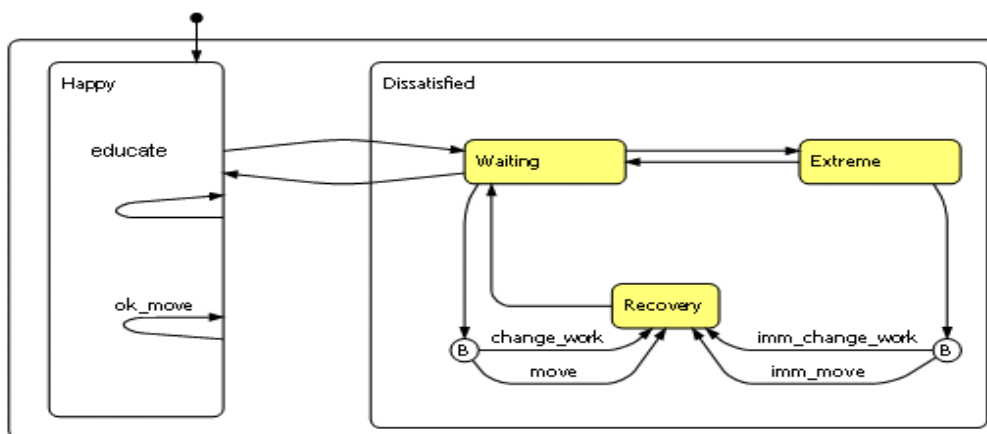 Happy
Dissatisfied
educate
Waiting
Extreme
ok_move
Recovery
B
change_work
imm_change_work
B
move
imm_move